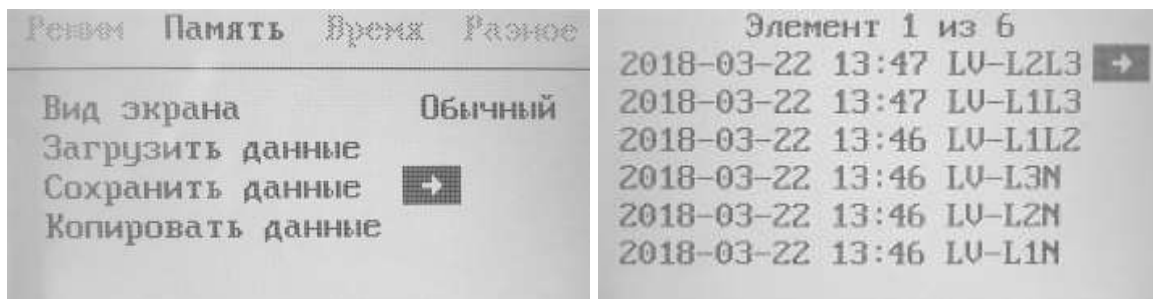 Режим Память Время Разное
Вид экрана Обычный
Загрузить данные
Сохранить данные →
Копировать данные
Элемент 1 из 6
2018-03-22 13:47 LV-L2L3 →
2018-03-22 13:47 LV-L1L3
2018-03-22 13:46 LV-L1L2
2018-03-22 13:46 LV-L3N
2018-03-22 13:46 LV-L2N
2018-03-22 13:46 LV-L1N